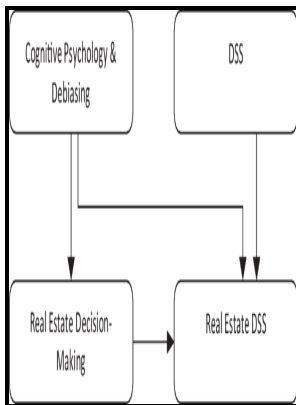 Cognitive Psychology &
Debiasing
DSS
Real Estate Decision-
Making
Real Estate DSS